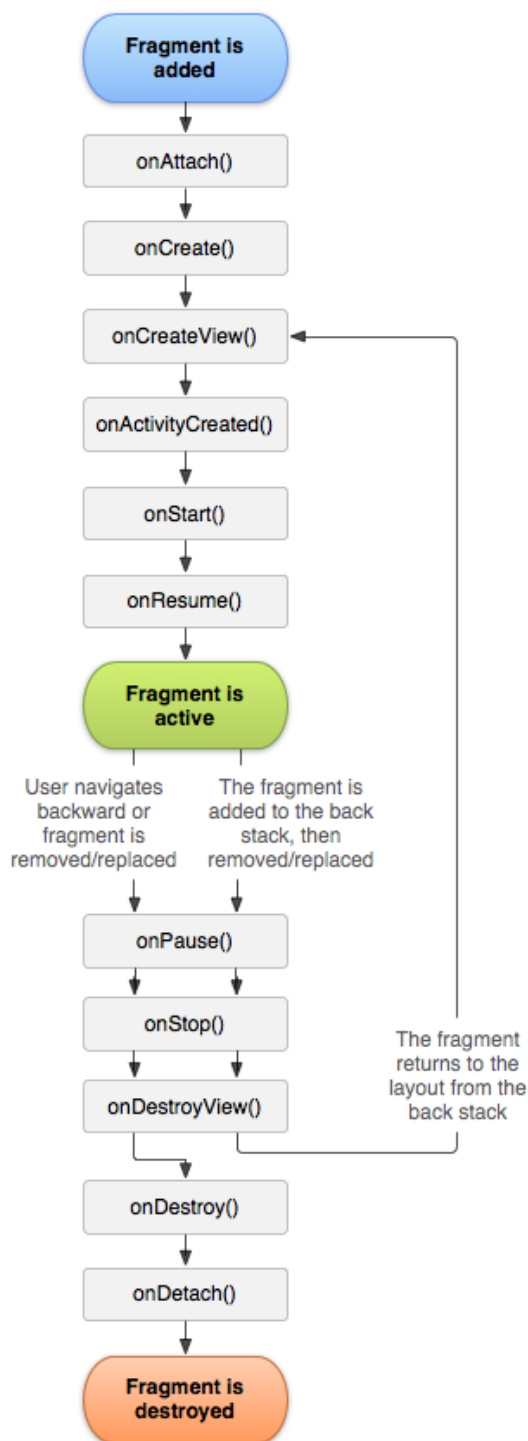 Fragment is
added
onAttach()
onCreate()
onCreateView()
onActivityCreated()
onStart()
onResume()
Fragment is
active
User navigates
backward or
fragment is
removed/replaced
The fragment is
added to the back
stack, then
removed/replaced
onPause()
onStop()
onDestroyView()
The fragment
returns to the
layout from the
back stack
onDestroy()
onDetach()
Fragment is
destroyed